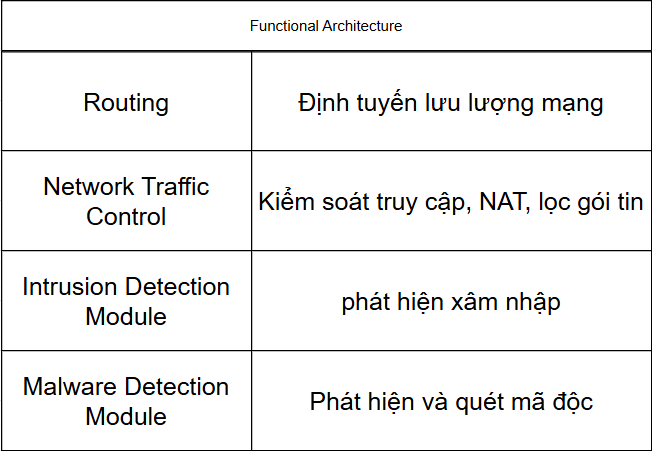 Functional Architecture
Routing
Định tuyến lưu lượng mạng
Network Traffic
Control
Kiểm soát truy cập, NAT, lọc gói tin
Intrusion Detection
Module
phát hiện xâm nhập
Malware Detection
Module
Phát hiện và quét mã độc